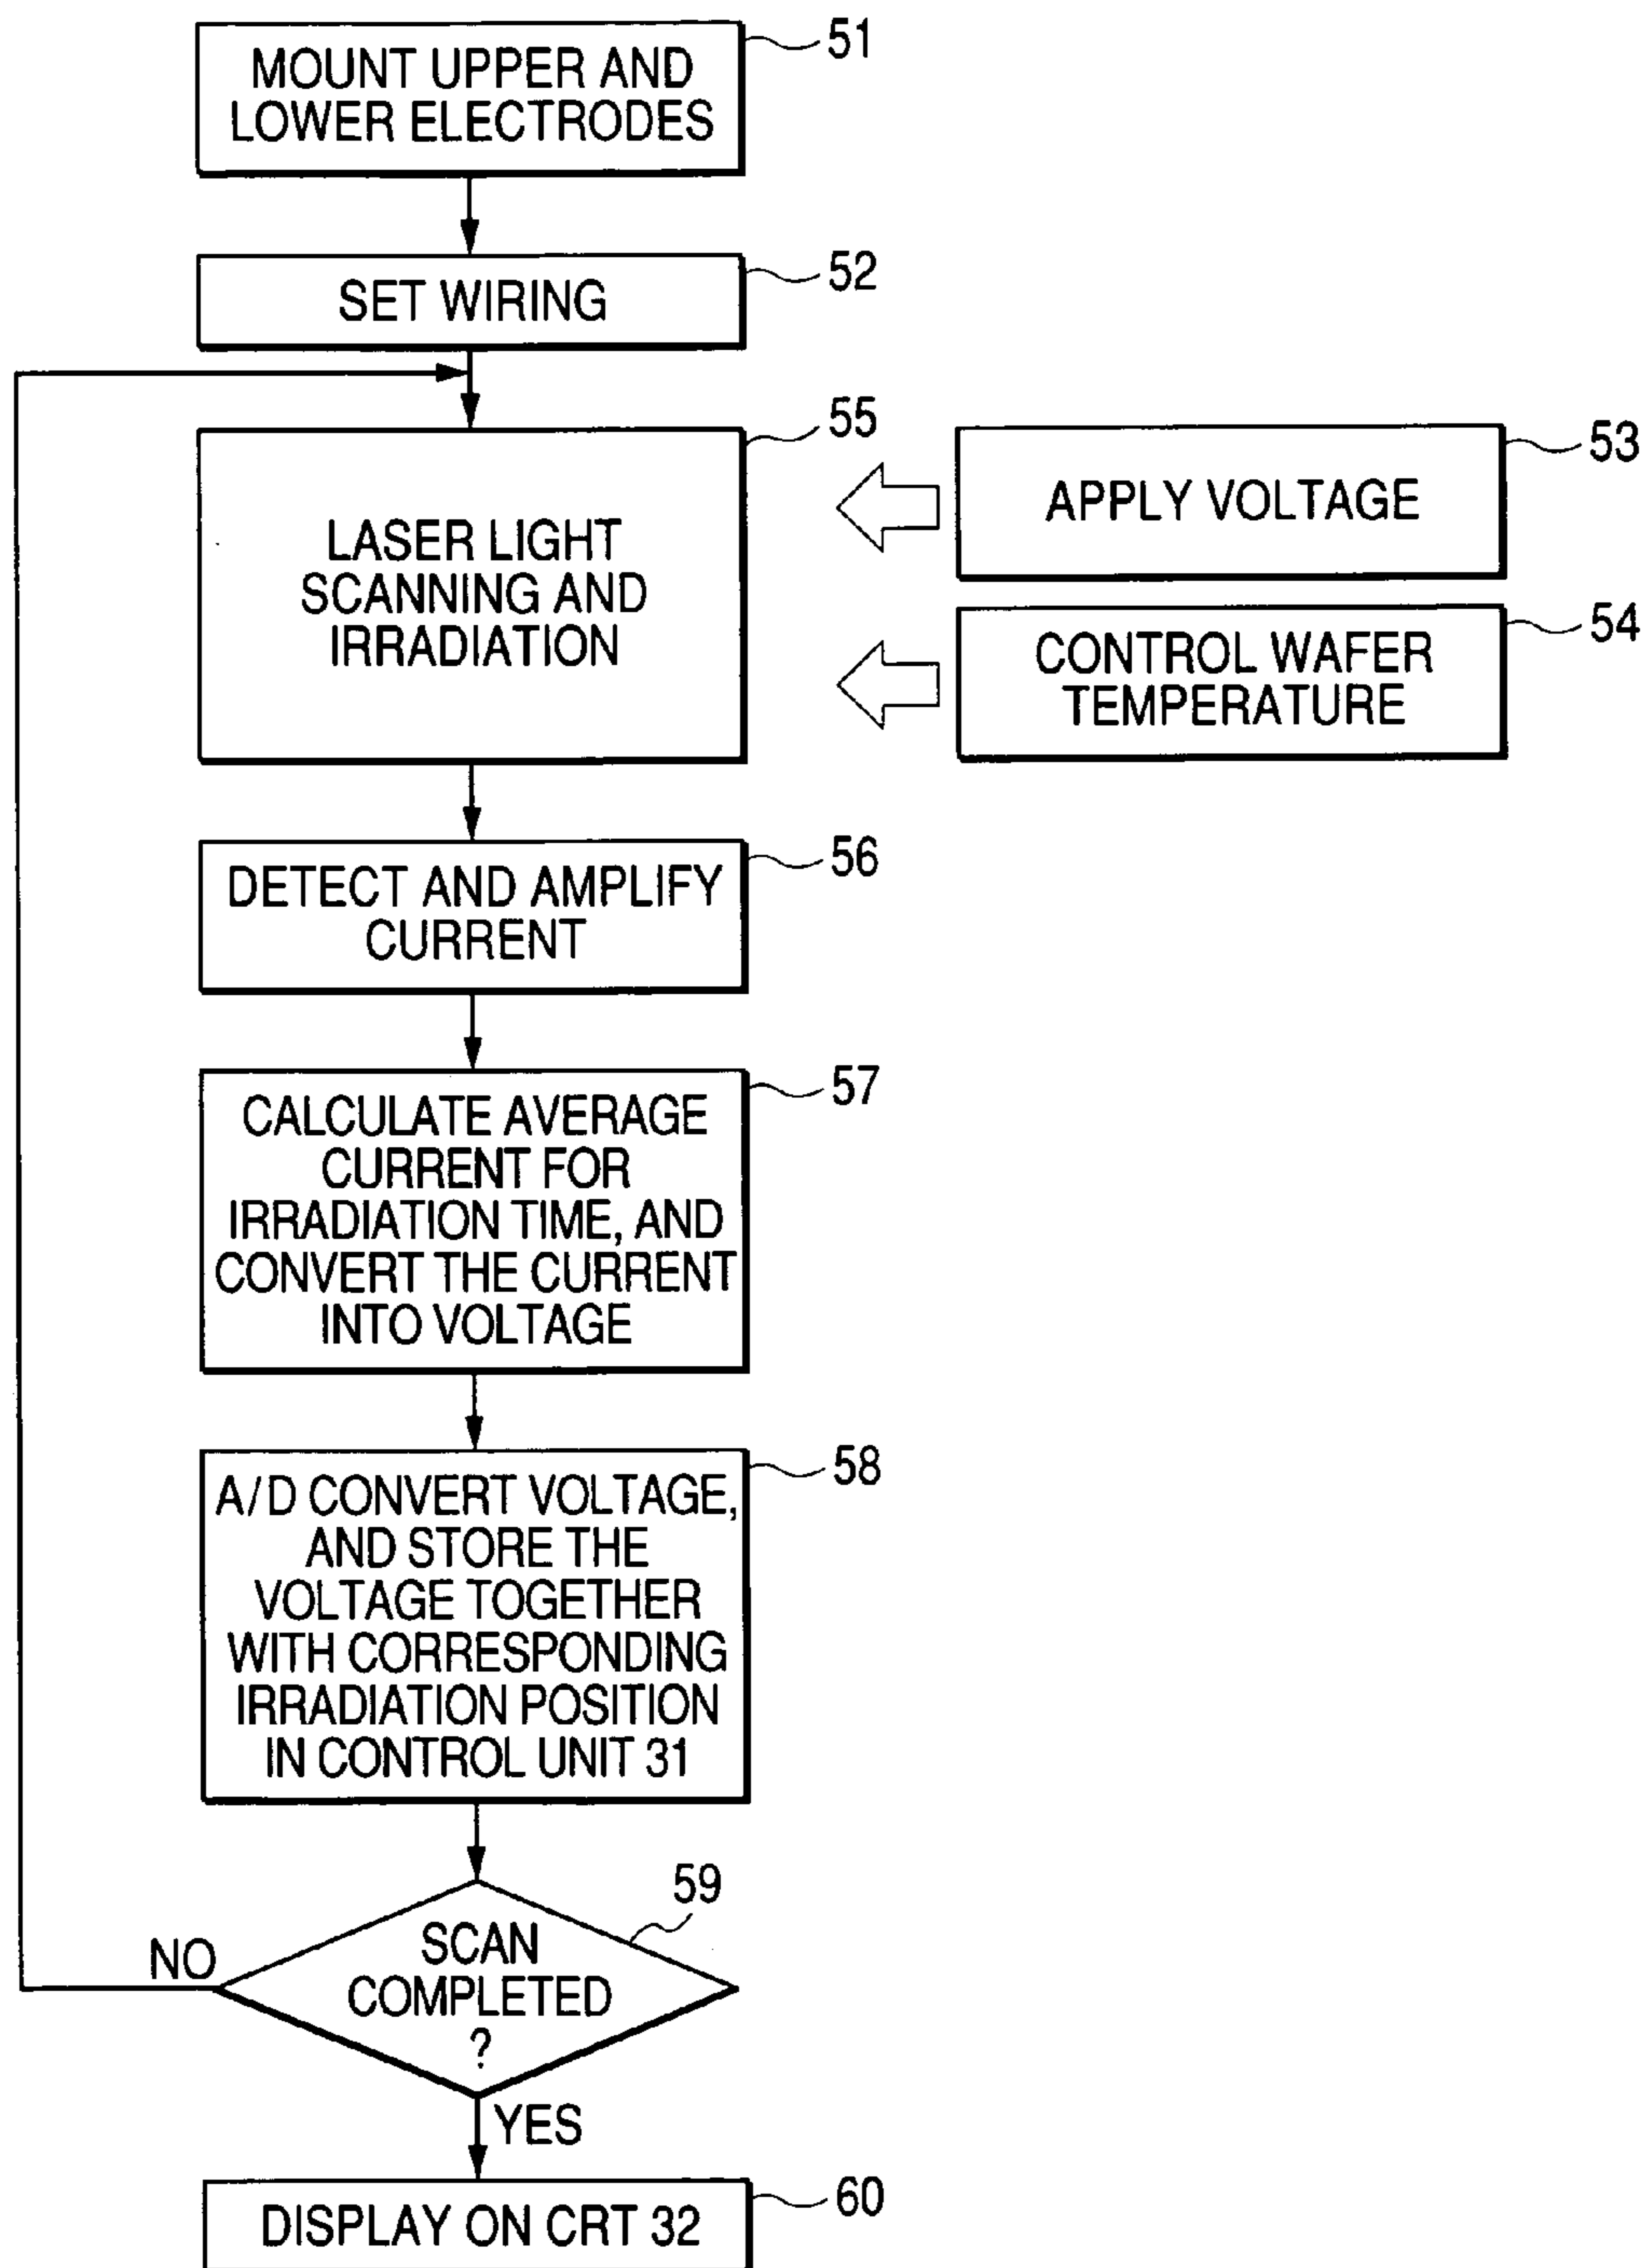 51
MOUNT UPPER AND
LOWER ELECTRODES
52
SET WIRING
55
LASER LIGHT
SCANNING AND
IRRADIATION
53
APPLY VOLTAGE
54
CONTROL WAFER
TEMPERATURE
56
DETECT AND AMPLIFY
CURRENT
57
CALCULATE AVERAGE
CURRENT FOR
IRRADIATION TIME, AND
CONVERT THE CURRENT
INTO VOLTAGE
58
A/D CONVERT VOLTAGE,
AND STORE THE
VOLTAGE TOGETHER
WITH CORRESPONDING
IRRADIATION POSITION
IN CONTROL UNIT 31
59
SCAN
COMPLETED
?
NO
YES
60
DISPLAY ON CRT 32